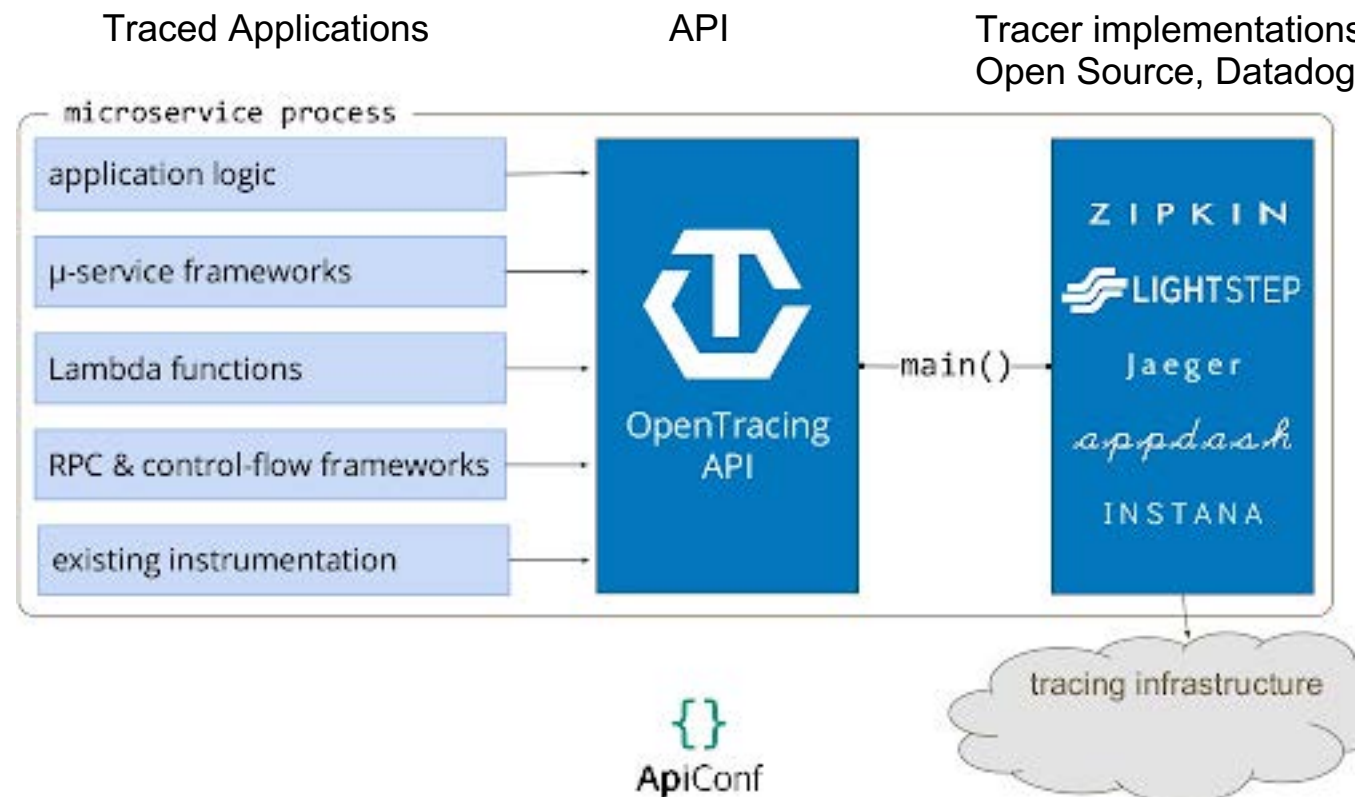 Traced Applications
API
Tracer implementations
Open Source, Datadog
microservice process
application logic
μ-service frameworks
Lambda functions
RPC & control-flow frameworks
existing instrumentation
OpenTracing
API
main()
ZIPKIN
LIGHTSTEP
Jaeger
appdash
INSTANA
tracing infrastructure
{}
ApiConf